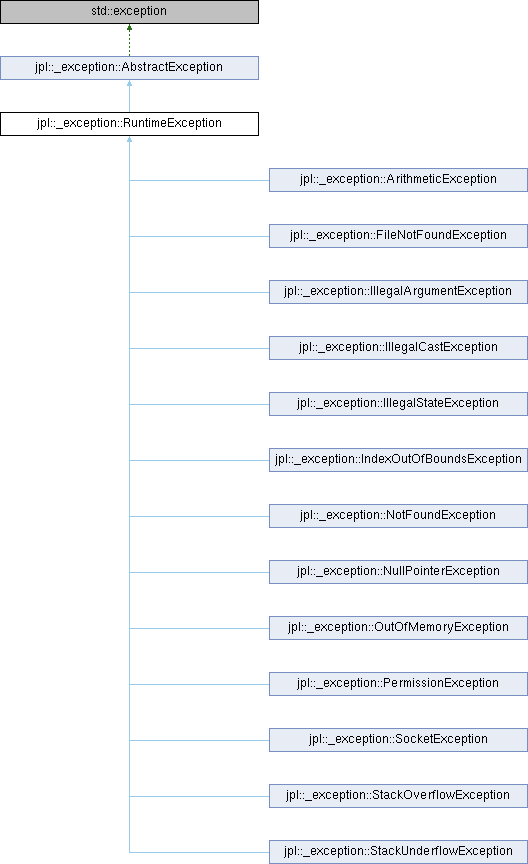 std::exception
jpl::_exception::AbstractException
jpl::_exception::RuntimeException
jpl::_exception::ArithmeticException
jpl::_exception::FileNotFoundException
jpl::_exception::IllegalArgumentException
jpl::_exception::IllegalCastException
jpl::_exception::IllegalStateException
jpl::_exception::IndexOutOfBoundsException
jpl::_exception::NotFoundException
jpl::_exception::NullPointerException
jpl::_exception::OutOfMemoryException
jpl::_exception::PermissionException
jpl::_exception::SocketException
jpl::_exception::StackOverflowException
jpl::_exception::StackUnderflowException